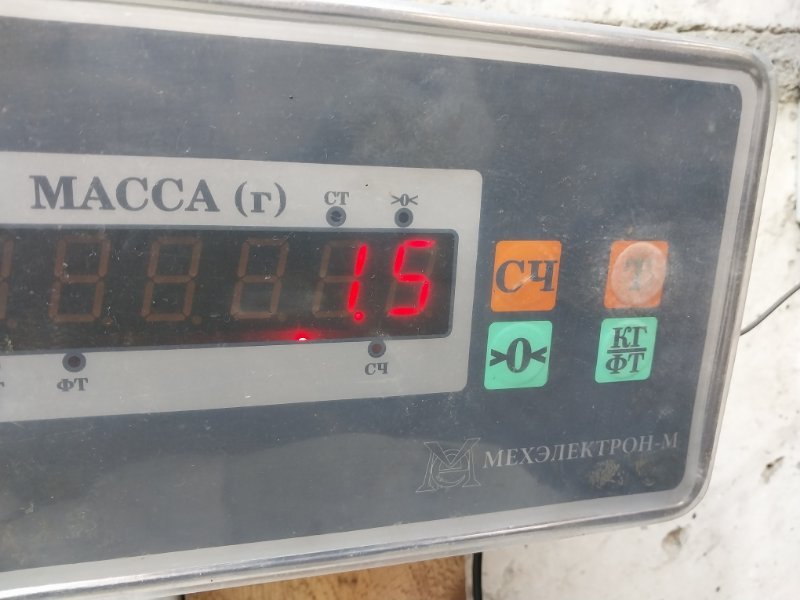 МАССА (г)
СТ >0<
1.5
ФТ СЧ
СЧ Т
>0< КГ
ФТ
МЕХЭЛЕКТРОН-М